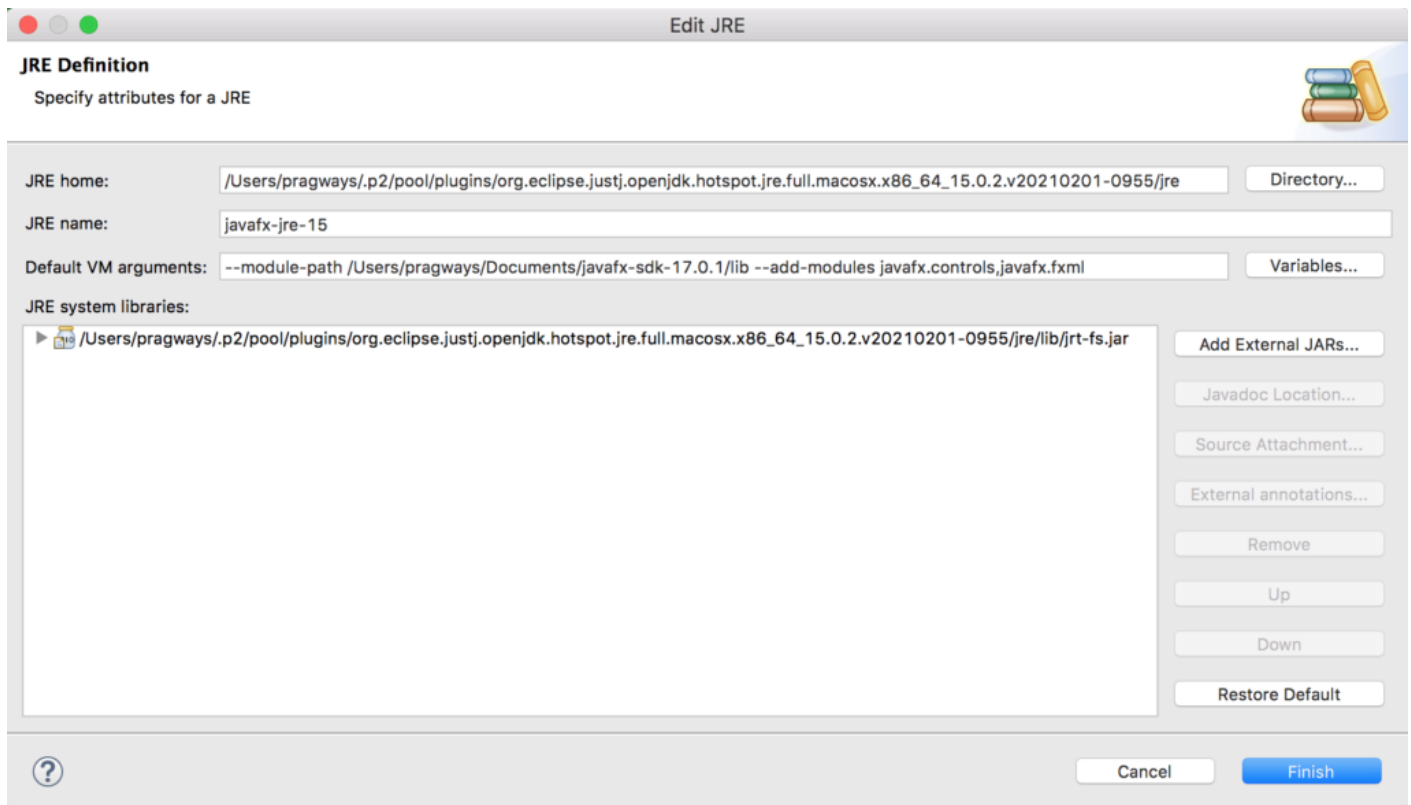 Edit JRE
JRE Definition
Specify attributes for a JRE
JRE home: /Users/pragways/.p2/pool/plugins/org.eclipse.justj.openjdk.hotspot.jre.full.macosx.x86_64_15.0.2.v20210201-0955/jre Directory...
JRE name: javafx-jre-15
Default VM arguments: --module-path /Users/pragways/Documents/javafx-sdk-17.0.1/lib --add-modules javafx.controls,javafx.fxml Variables...
JRE system libraries:
/Users/pragways/.p2/pool/plugins/org.eclipse.justj.openjdk.hotspot.jre.full.macosx.x86_64_15.0.2.v20210201-0955/jre/lib/jrt-fs.jar
Add External JARs...
Javadoc Location...
Source Attachment...
External annotations...
Remove
Up
Down
Restore Default
? Cancel Finish